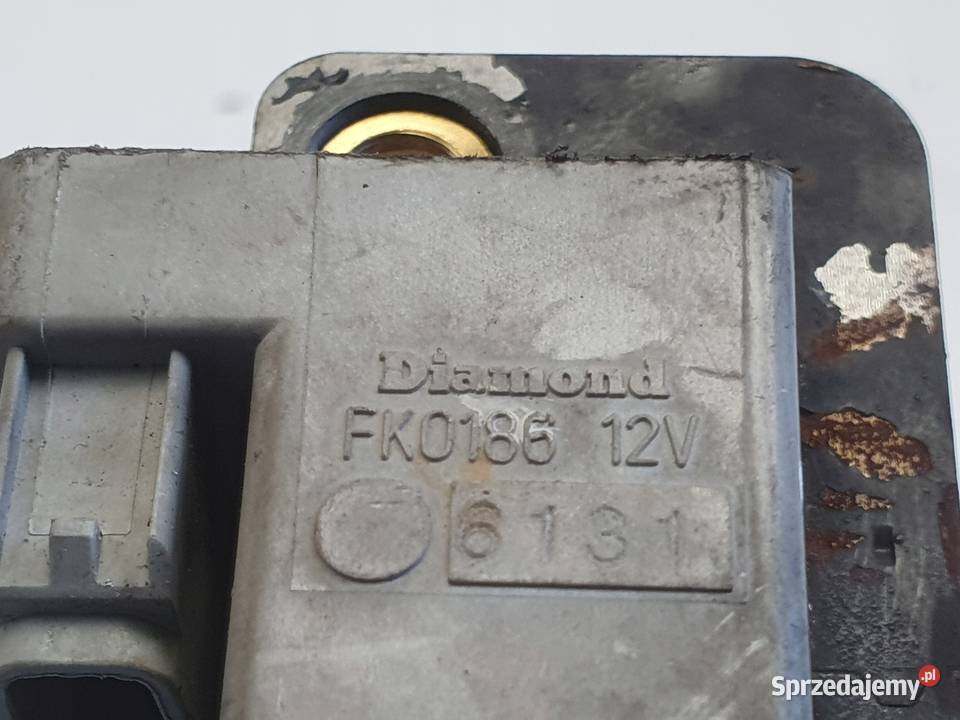 Diamond
FK0186 12V
6131
Sprzedajemy.pl